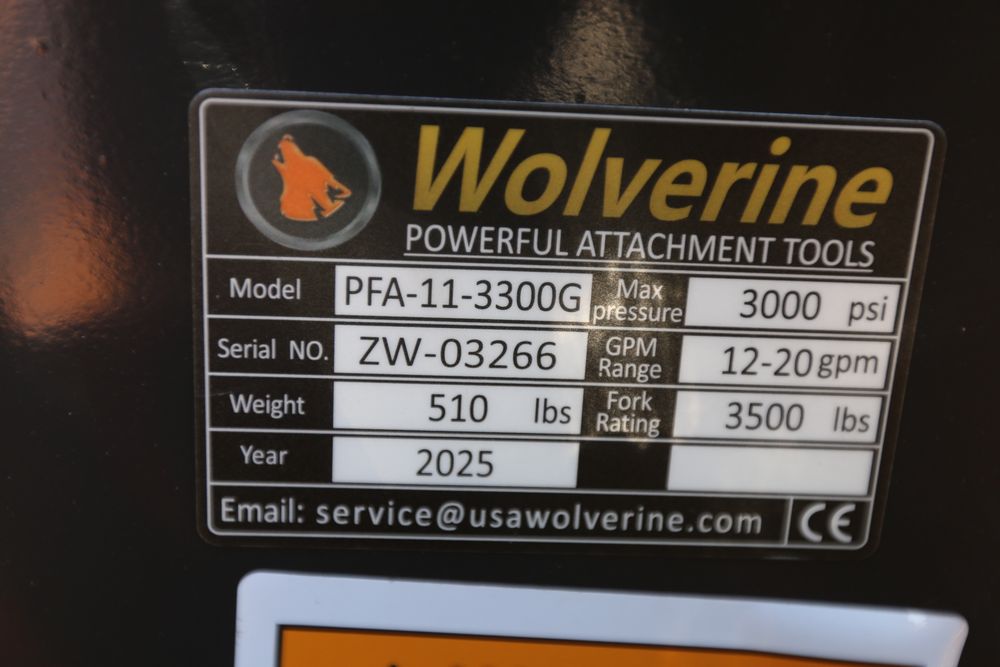 Wolverine
POWERFUL ATTACHMENT TOOLS
Model PFA-11-3300G Max pressure 3000 psi
Serial NO. ZW-03266 GPM Range 12-20 gpm
Weight 510 lbs Fork Rating 3500 lbs
Year 2025
Email: service@usawolverine.com CE